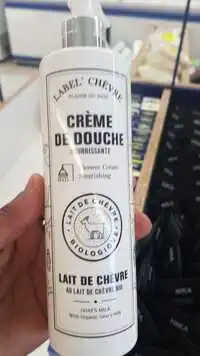 LABEL' CHÈVRE
CRÈME
DE DOUCHE
NOURRISSANTE
Shower Cream
nourishing
LAIT DE CHÈVRE
BIOLOGIQUE
LAIT DE CHÈVRE
AU LAIT DE CHÈVRE BIO
GOAT'S MILK
With Organic Goat's milk